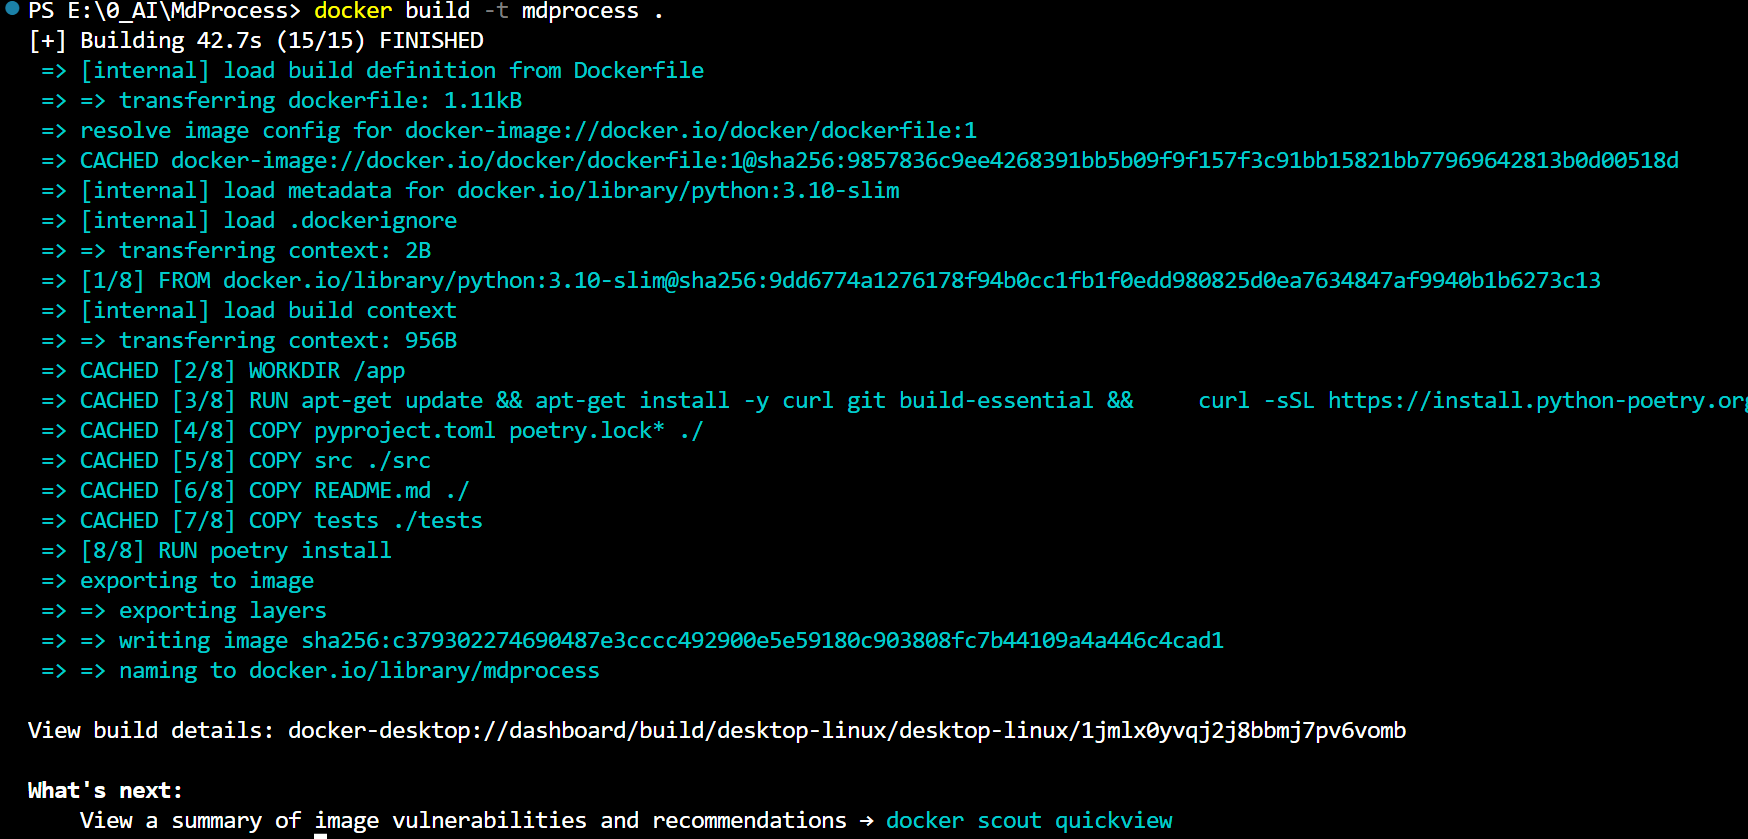 PS E:\0_AI\MdProcess> docker build -t mdprocess .
[+] Building 42.7s (15/15) FINISHED
=> [internal] load build definition from Dockerfile
=> => transferring dockerfile: 1.11kB
=> resolve image config for docker-image://docker.io/docker/dockerfile:1
=> CACHED docker-image://docker.io/docker/dockerfile:1@sha256:9857836c9ee4268391bb5b09f9f157f3c91bb15821bb77969642813b0d00518d
=> [internal] load metadata for docker.io/library/python:3.10-slim
=> [internal] load .dockerignore
=> => transferring context: 2B
=> [1/8] FROM docker.io/library/python:3.10-slim@sha256:9dd6774a1276178f94b0cc1fb1f0edd980825d0ea7634847af9940b1b6273c13
=> [internal] load build context
=> => transferring context: 956B
=> CACHED [2/8] WORKDIR /app
=> CACHED [3/8] RUN apt-get update && apt-get install -y curl git build-essential &&     curl -sSL https://install.python-poetry.org
=> CACHED [4/8] COPY pyproject.toml poetry.lock* ./
=> CACHED [5/8] COPY src ./src
=> CACHED [6/8] COPY README.md ./
=> CACHED [7/8] COPY tests ./tests
=> [8/8] RUN poetry install
=> exporting to image
=> => exporting layers
=> => writing image sha256:c379302274690487e3cccc492900e5e59180c903808fc7b44109a4a446c4cad1
=> => naming to docker.io/library/mdprocess
View build details: docker-desktop://dashboard/build/desktop-linux/desktop-linux/1jmlx0yvqj2j8bbmj7pv6vomb
What's next:
View a summary of image vulnerabilities and recommendations → docker scout quickview